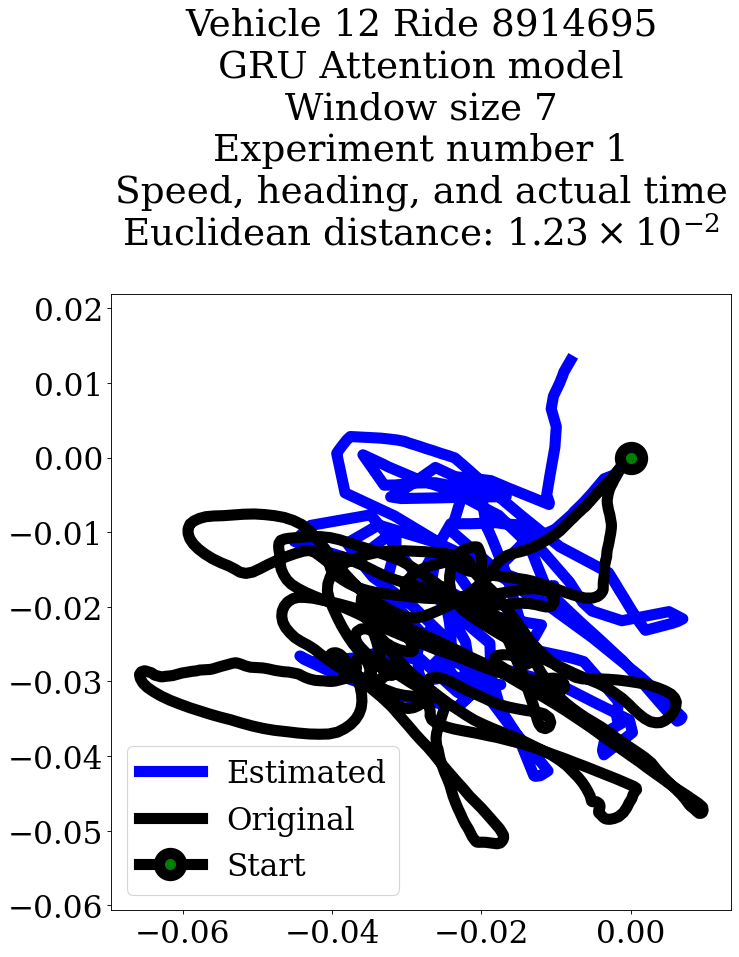 Vehicle 12 Ride 8914695
GRU Attention model
Window size 7
Experiment number 1
Speed, heading, and actual time
Euclidean distance: 1.23 × 10⁻²
0.02
0.01
0.00
−0.01
−0.02
−0.03
−0.04
−0.05
−0.06
Estimated
Original
Start
−0.06 −0.04 −0.02 0.00